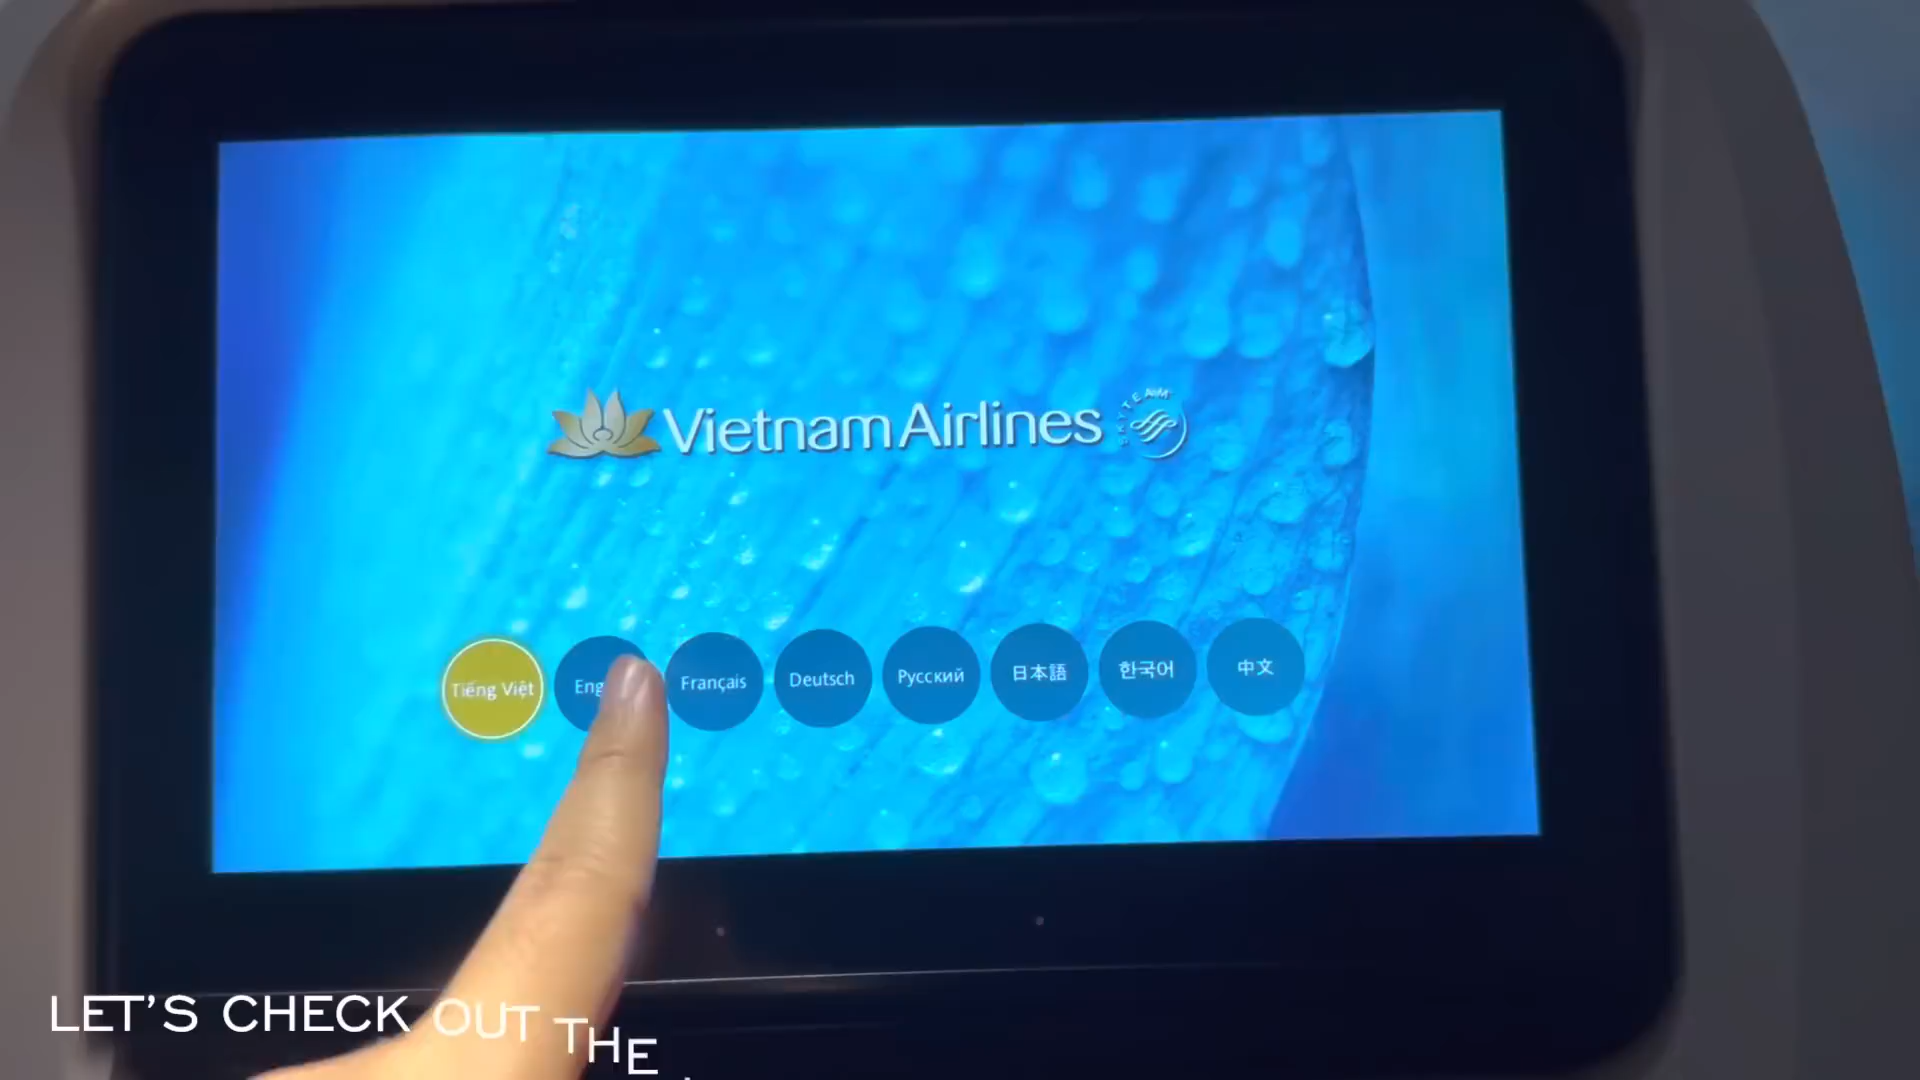 Vietnam Airlines
SKYTEAM
Tiếng Việt
Français
Deutsch
Русский
日本語
한국어
中文
LET'S CHECK OUT THE